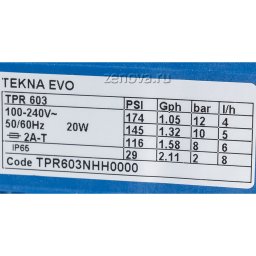 zenova.ru
TEKNA EVO
TPR 603
100-240V~
50/60Hz 20W
2A-T
IP65
PSI Gph bar l/h
174 1.05 12 4
145 1.32 10 5
116 1.58 8 6
29 2.11 2 8
Code TPR603NHH0000